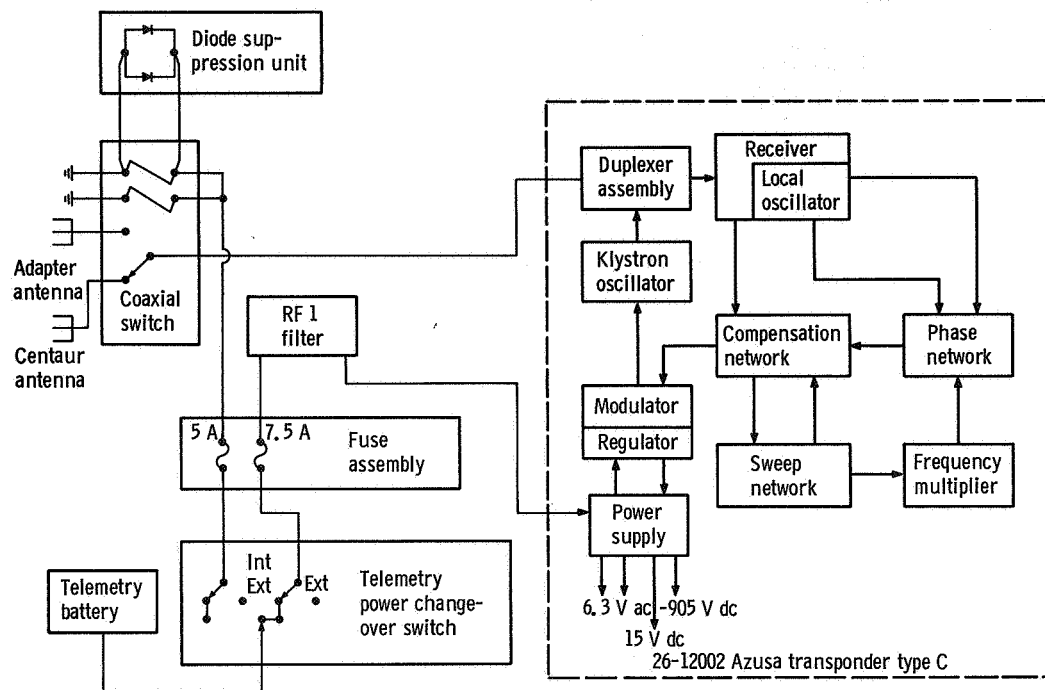 Diode sup-
pression unit
Adapter
antenna
Coaxial
switch
Centaur
antenna
RF 1
filter
5 A
7.5 A
Fuse
assembly
Int
Ext
Ext
Telemetry
power change-
over switch
Telemetry
battery
Duplexer
assembly
Receiver
Local
oscillator
Klystron
oscillator
Compensation
network
Phase
network
Modulator
Regulator
Sweep
network
Frequency
multiplier
Power
supply
6.3 V ac
-905 V dc
15 V dc
26-12002 Azusa transponder type C